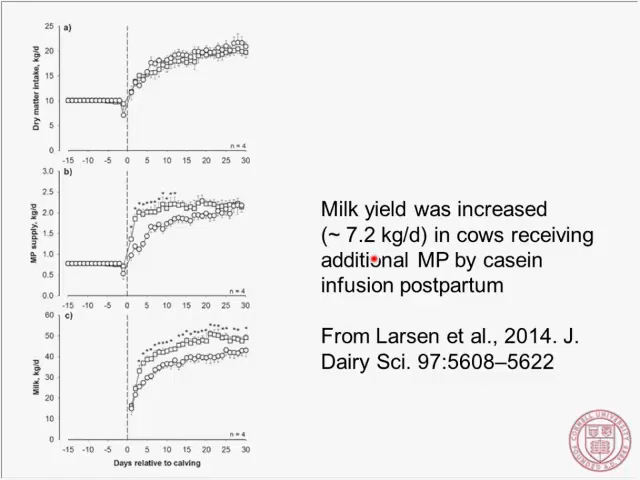 a)
25
20
15
10
5
0
Dry matter intake, kg/d
n = 4
-15 -10 -5 0 5 10 15 20 25 30
b)
3.0
2.5
2.0
1.5
1.0
0.5
0.0
MP supply, kg/d
n = 4
-15 -10 -5 0 5 10 15 20 25 30
c)
60
50
40
30
20
10
0
Milk, kg/d
n = 4
-15 -10 -5 0 5 10 15 20 25 30
Days relative to calving
Milk yield was increased
(~ 7.2 kg/d) in cows receiving
additional MP by casein
infusion postpartum
From Larsen et al., 2014. J.
Dairy Sci. 97:5608–5622
CORNELL UNIVERSITY
FOUNDED A.D. 1865